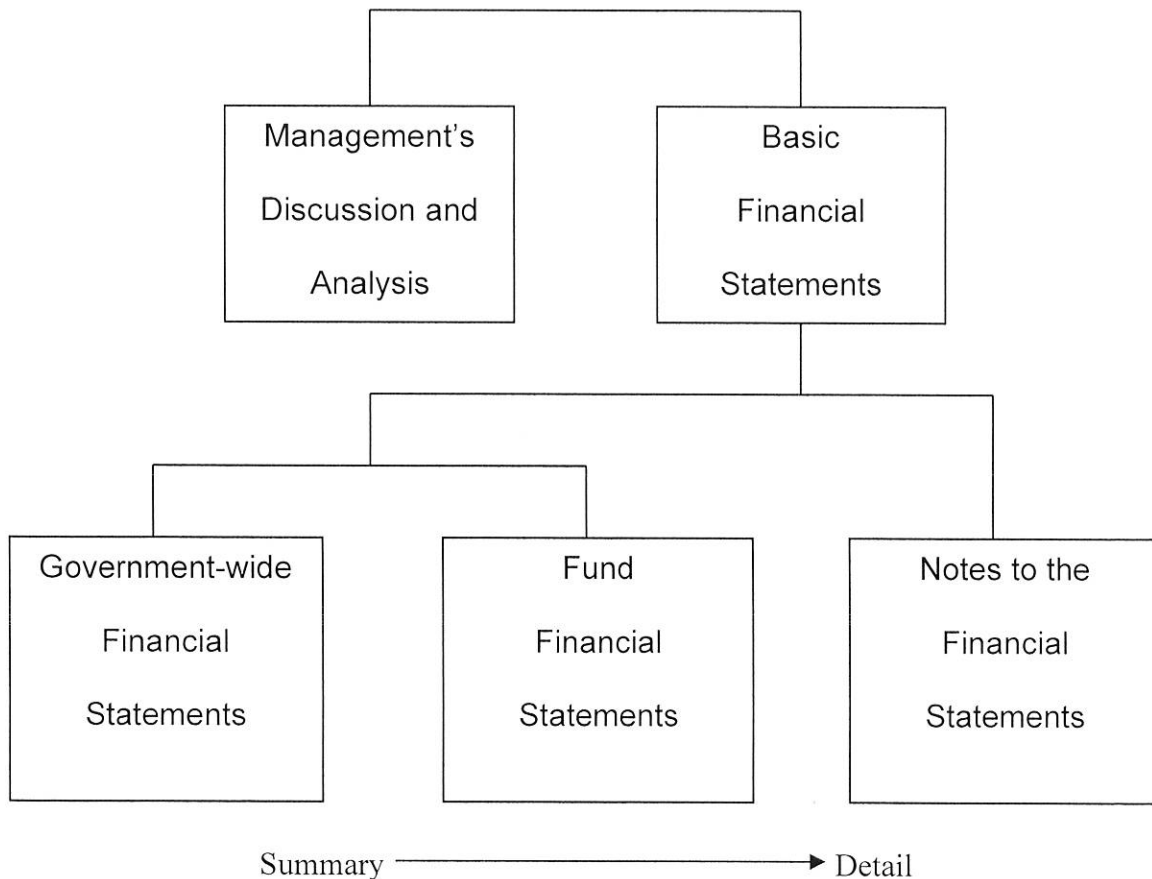 Management's
Discussion and
Analysis
Basic
Financial
Statements
Government-wide
Financial
Statements
Fund
Financial
Statements
Notes to the
Financial
Statements
Summary
Detail